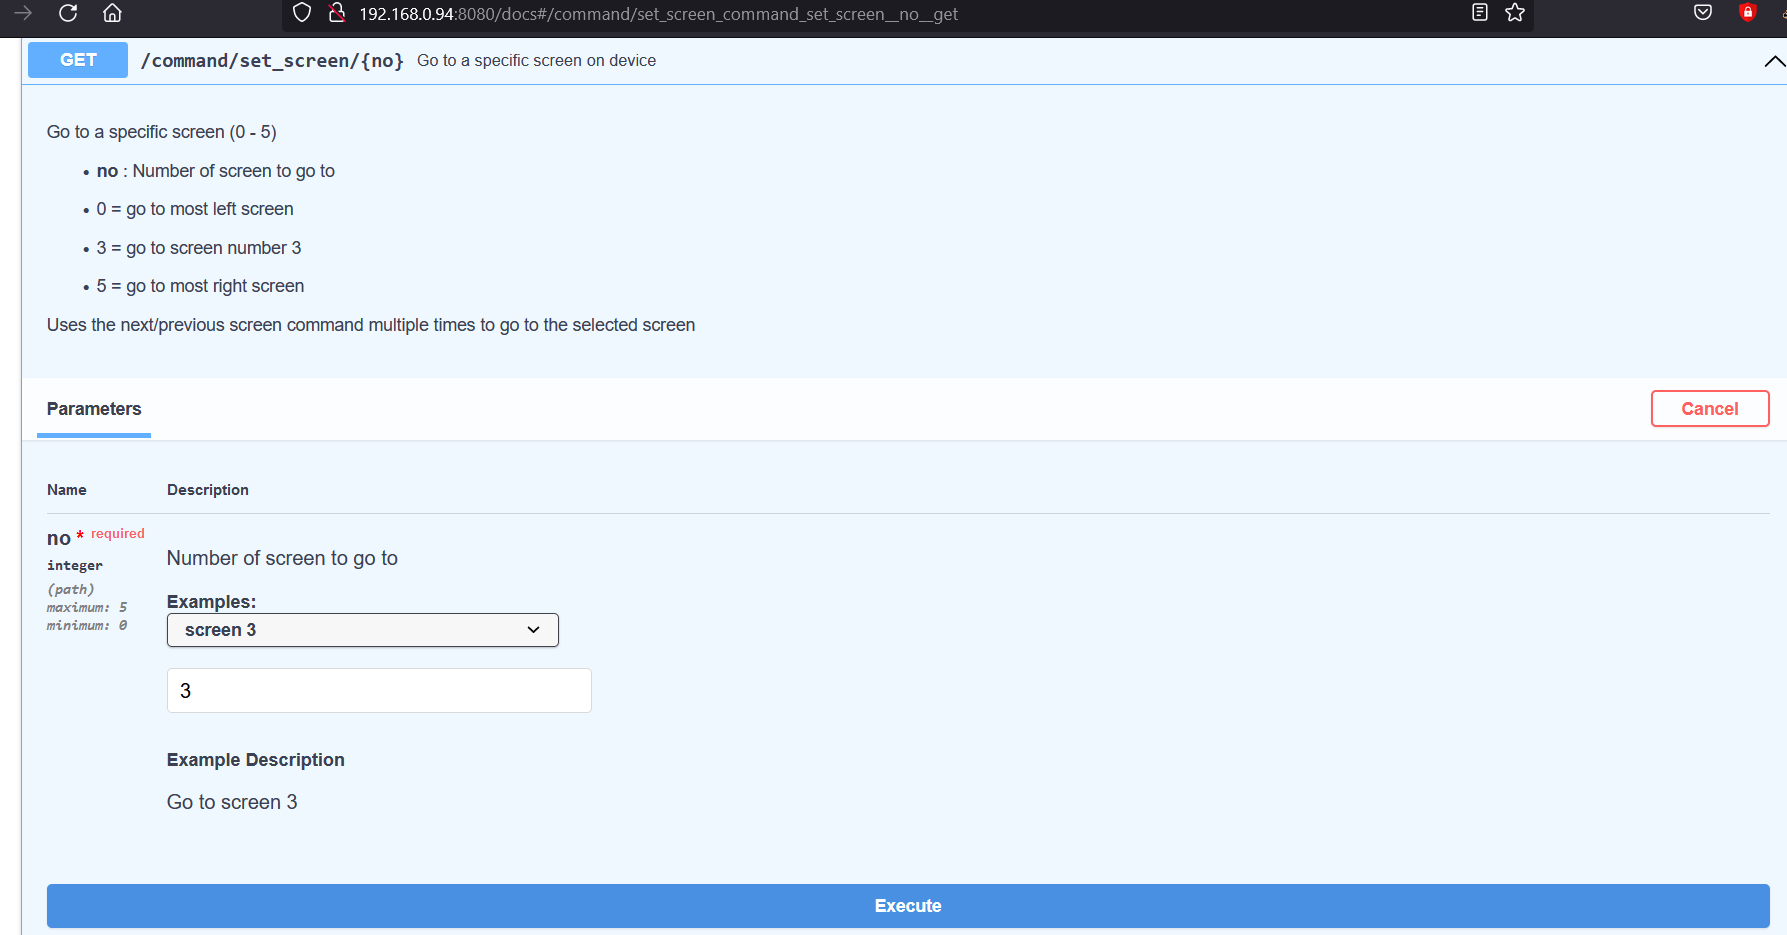 192.168.0.94:8080/docs#/command/set_screen_command_set_screen__no__get
GET /command/set_screen/{no} Go to a specific screen on device
Go to a specific screen (0 - 5)
• no : Number of screen to go to
• 0 = go to most left screen
• 3 = go to screen number 3
• 5 = go to most right screen
Uses the next/previous screen command multiple times to go to the selected screen
Parameters
Cancel
Name Description
no * required
integer
(path)
maximum: 5
minimum: 0
Number of screen to go to
Examples:
screen 3
3
Example Description
Go to screen 3
Execute